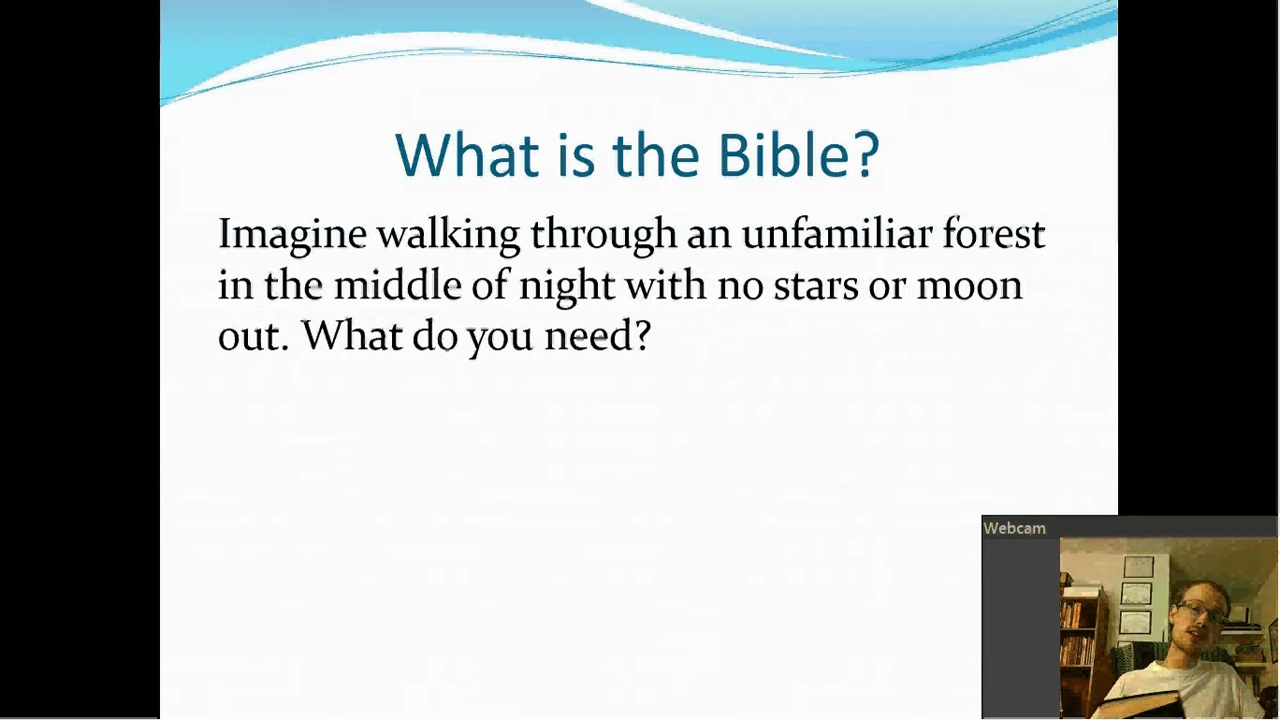 What is the Bible?
Imagine walking through an unfamiliar forest
in the middle of night with no stars or moon
out. What do you need?
Webcam